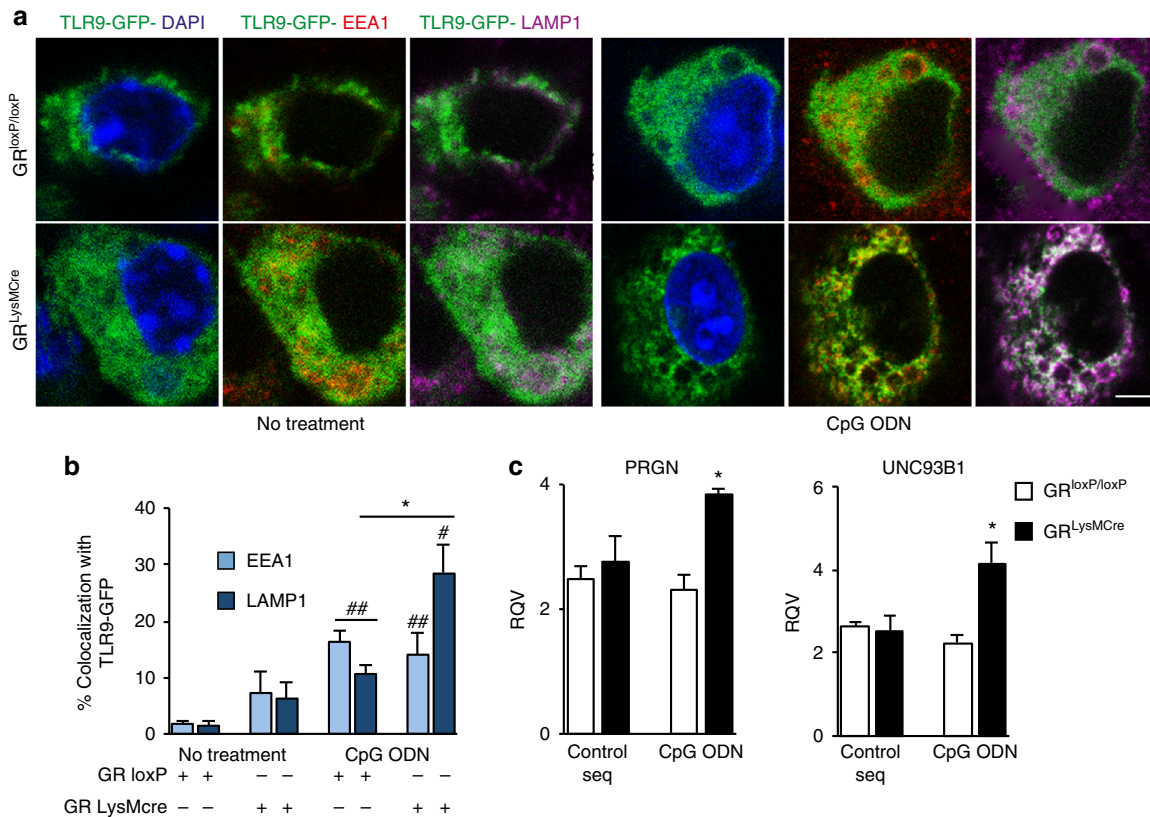 a
TLR9-GFP- DAPI TLR9-GFP- EEA1 TLR9-GFP- LAMP1
GR^loxP/loxP
GR^LysMCre
No treatment CpG ODN
b
% Colocalization with
TLR9-GFP
40
30
20
10
0
EEA1
LAMP1
*
#
##
##
No treatment CpG ODN
GR loxP + + – – + + – –
GR LysMcre – – + + – – + +
c
PRGN
RQV
4
2
0
*
Control
seq
CpG ODN
UNC93B1
RQV
6
4
2
0
*
Control
seq
CpG ODN
GR^loxP/loxP
GR^LysMCre